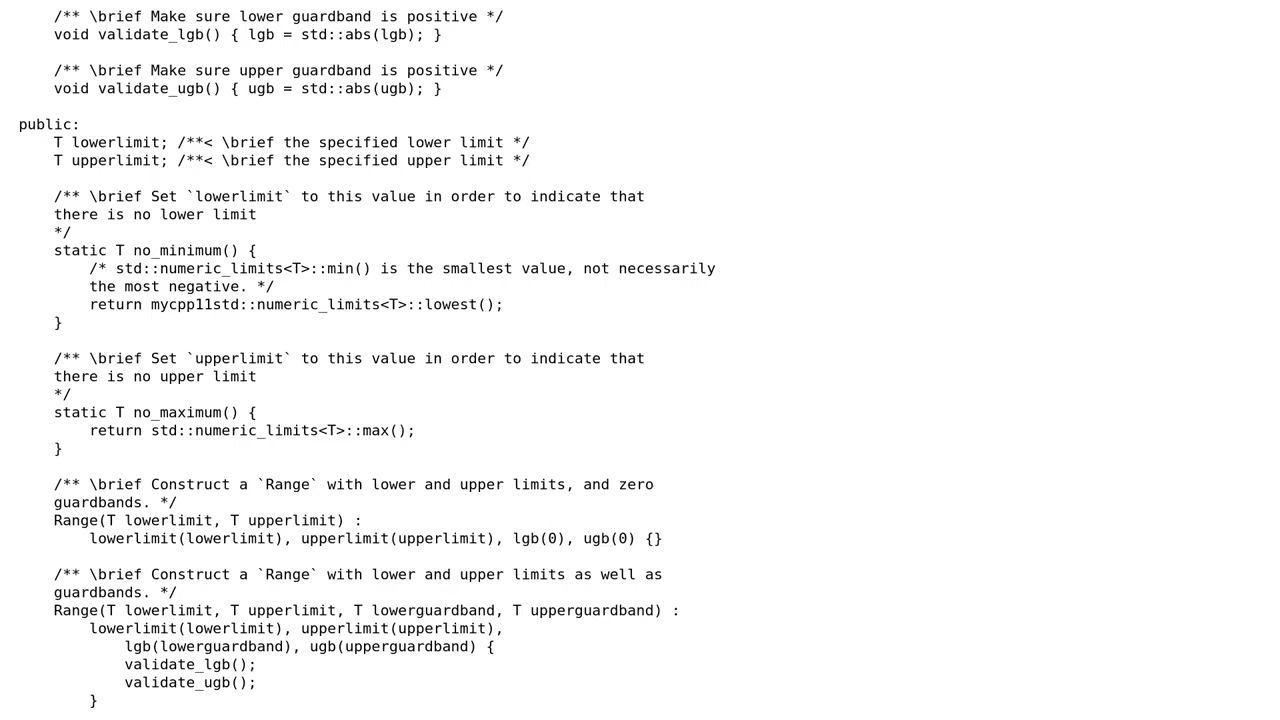 /** \brief Make sure lower guardband is positive */
    void validate_lgb() { lgb = std::abs(lgb); }

    /** \brief Make sure upper guardband is positive */
    void validate_ugb() { ugb = std::abs(ugb); }

public:
    T lowerlimit; /**< \brief the specified lower limit */
    T upperlimit; /**< \brief the specified upper limit */

    /** \brief Set `lowerlimit` to this value in order to indicate that
    there is no lower limit
    */
    static T no_minimum() {
        /* std::numeric_limits<T>::min() is the smallest value, not necessarily
        the most negative. */
        return mycpp11std::numeric_limits<T>::lowest();
    }

    /** \brief Set `upperlimit` to this value in order to indicate that
    there is no upper limit
    */
    static T no_maximum() {
        return std::numeric_limits<T>::max();
    }

    /** \brief Construct a `Range` with lower and upper limits, and zero
    guardbands. */
    Range(T lowerlimit, T upperlimit) :
        lowerlimit(lowerlimit), upperlimit(upperlimit), lgb(0), ugb(0) {}

    /** \brief Construct a `Range` with lower and upper limits as well as
    guardbands. */
    Range(T lowerlimit, T upperlimit, T lowerguardband, T upperguardband) :
        lowerlimit(lowerlimit), upperlimit(upperlimit),
            lgb(lowerguardband), ugb(upperguardband) {
            validate_lgb();
            validate_ugb();
        }